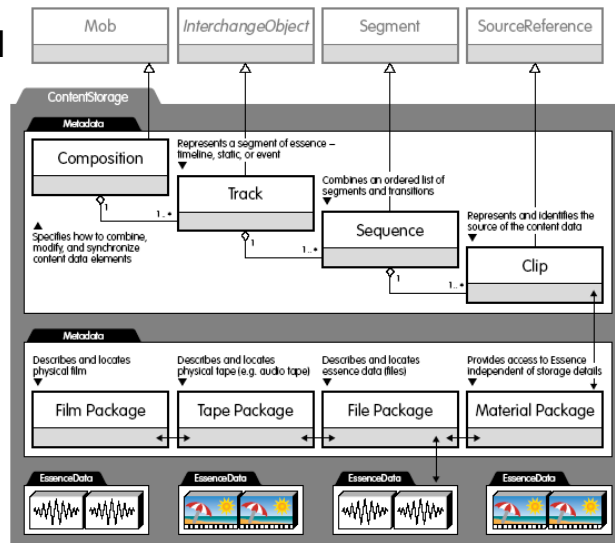 Mob
InterchangeObject
Segment
SourceReference
ContentStorage
Metadata
Composition
Represents a segment of essence –
timeline, static, or event
Track
Combines an ordered list of
segments and transitions
Sequence
Represents and identifies the
source of the content data
Clip
1
1..*
1
1..*
1
1..*
Specifies how to combine,
modify, and synchronize
content data elements
Metadata
Describes and locates
physical film
Film Package
Describes and locates
physical tape (e.g. audio tape)
Tape Package
Describes and locates
essence data (files)
File Package
Provides access to Essence
independent of storage details
Material Package
EssenceData
EssenceData
EssenceData
EssenceData